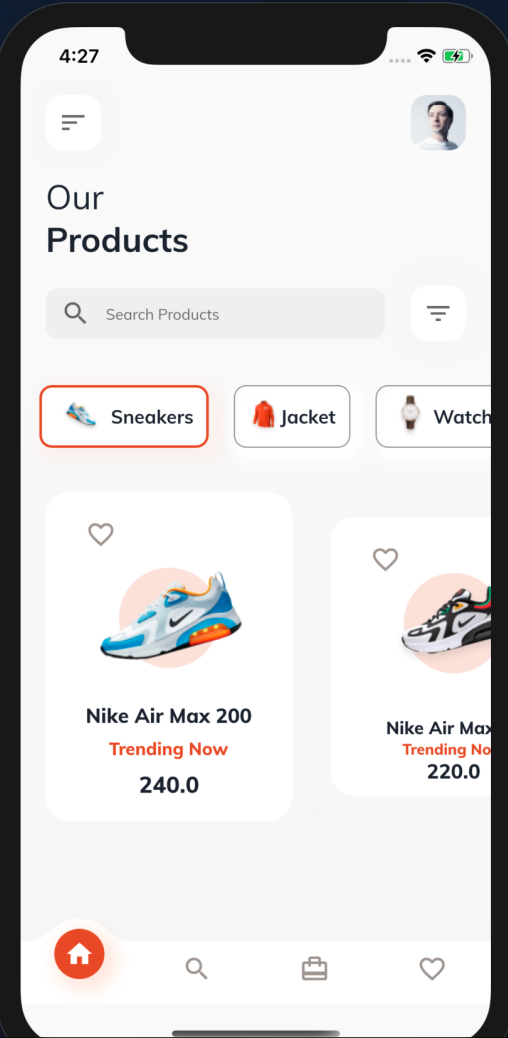 4:27
Our
Products
Search Products
Sneakers
Jacket
Watch
Nike Air Max 200
Trending Now
240.0
Nike Air Max
Trending No
220.0